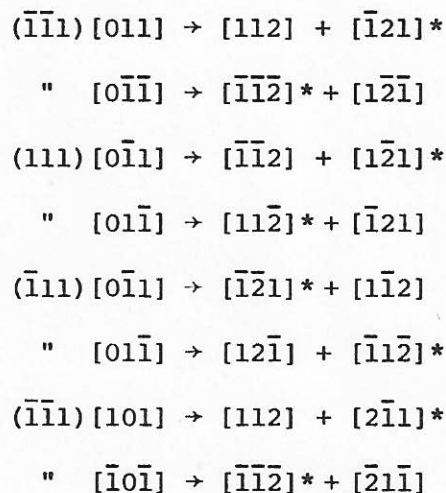 (1̄1̄1)[011] → [112] + [1̄21]*
" [01̄1̄] → [1̄1̄2̄]* + [12̄1̄]
(111)[01̄1] → [1̄1̄2] + [12̄1]*
" [011̄] → [112̄]* + [1̄21]
(1̄11)[01̄1] → [1̄2̄1]* + [11̄2]
" [011̄] → [121̄] + [1̄12̄]*
(1̄1̄1)[101] → [112] + [21̄1]*
" [1̄01̄] → [1̄1̄2̄]* + [2̄11̄]